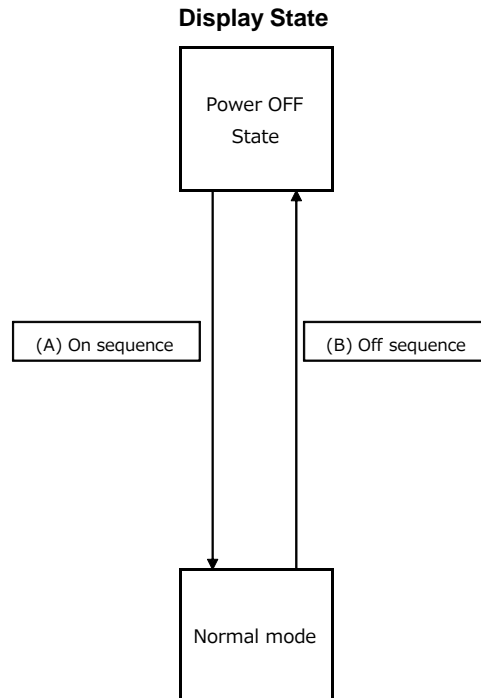 Display State
Power OFF
State
(A) On sequence
(B) Off sequence
Normal mode